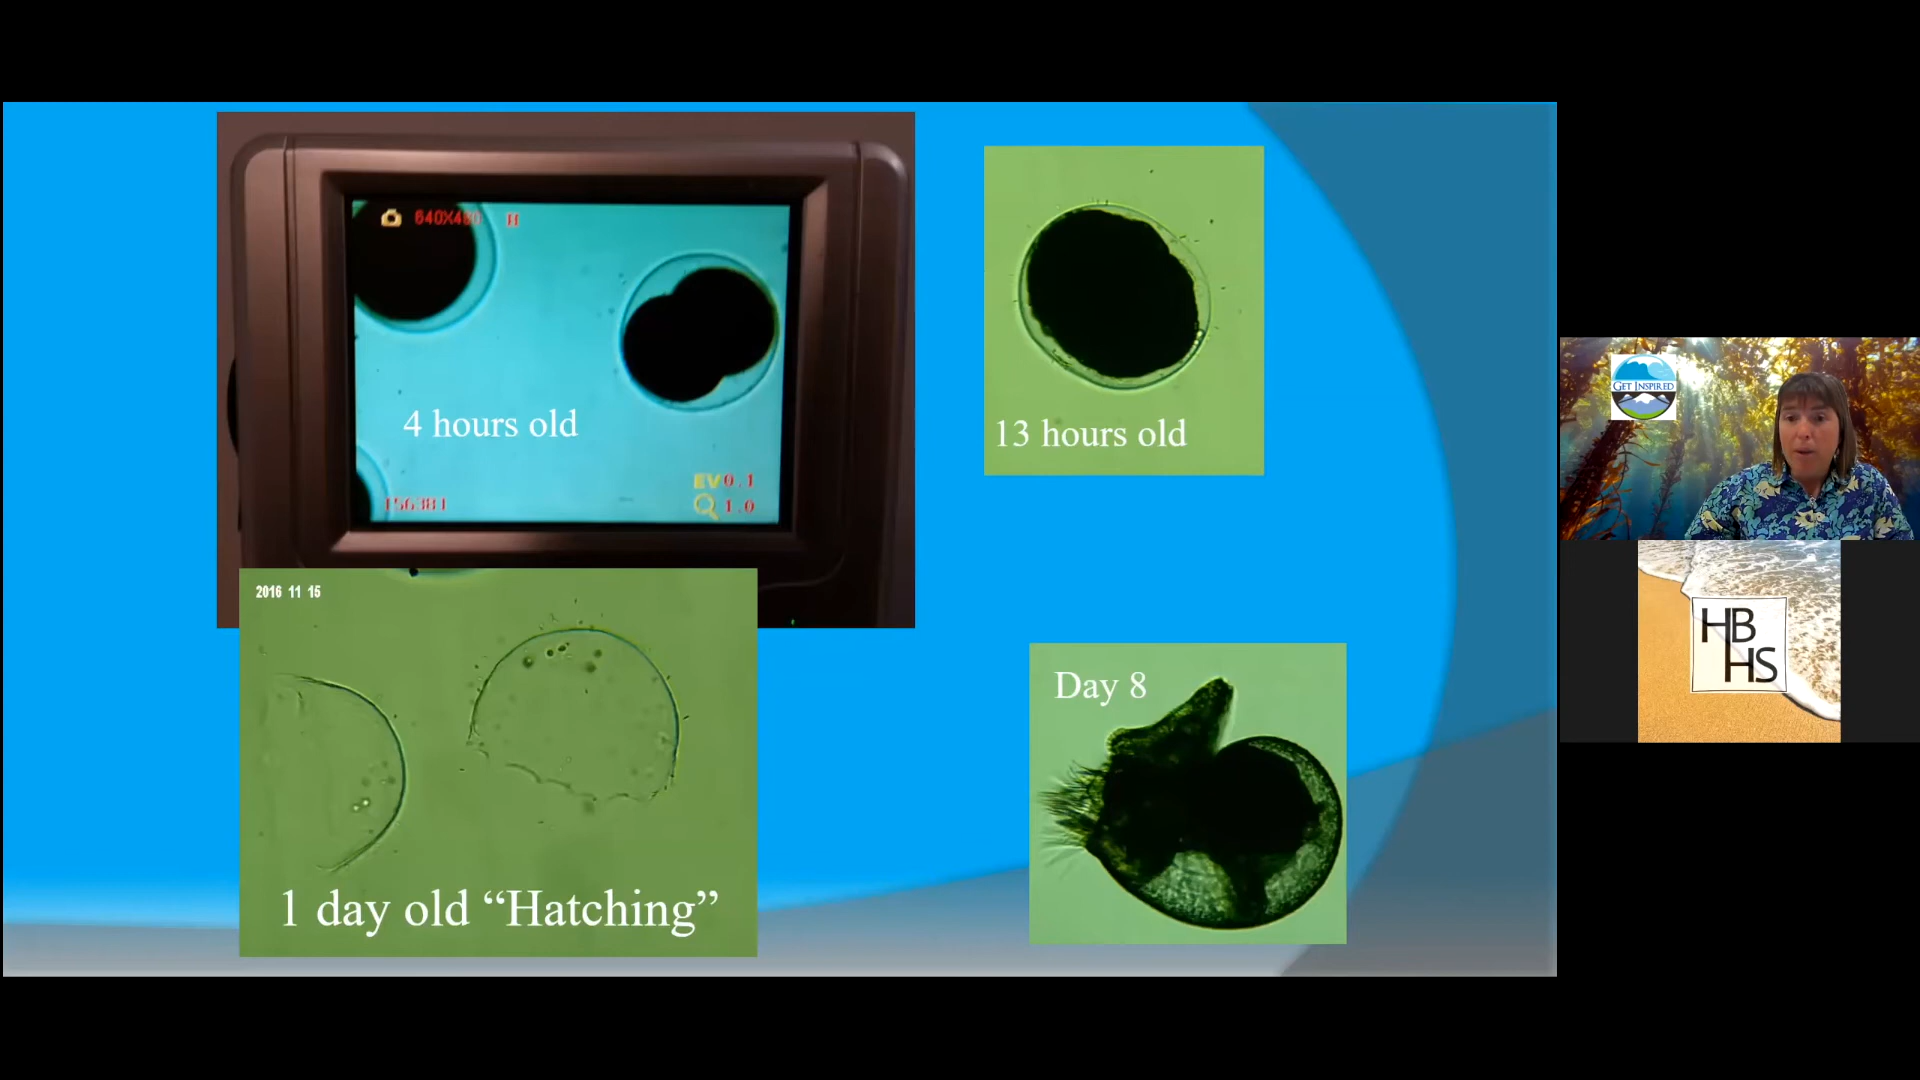 640X480 H
4 hours old
EV 0.1
156381
1.0
13 hours old
2016 11 15
1 day old “Hatching”
Day 8
GET INSPIRED
HB
HS